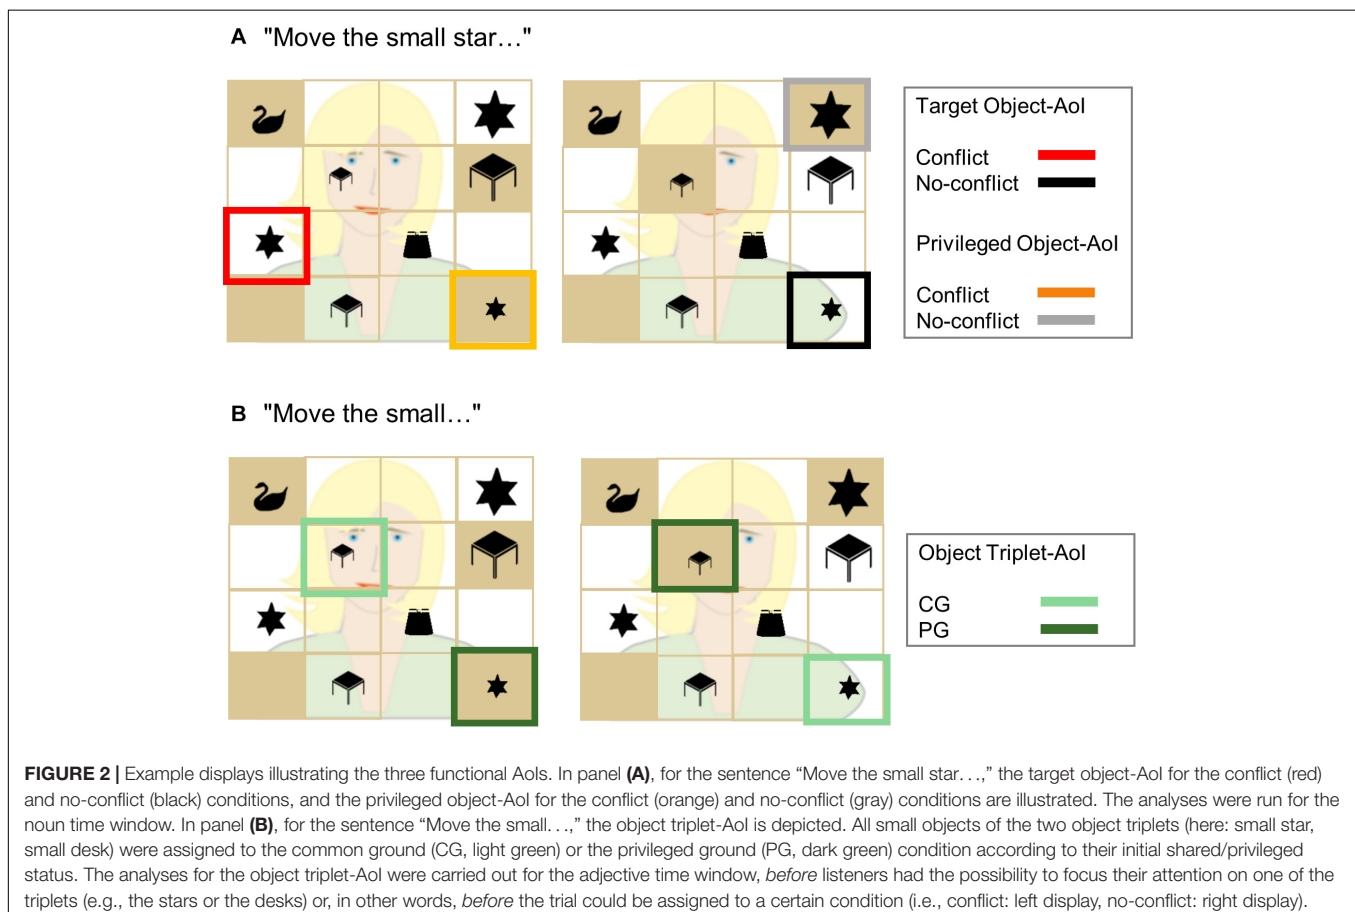 A "Move the small star…"
Target Object-AoI
Conflict
No-conflict
Privileged Object-AoI
Conflict
No-conflict
B "Move the small…"
Object Triplet-AoI
CG
PG
FIGURE 2 | Example displays illustrating the three functional AoIs. In panel (A), for the sentence “Move the small star. . .,” the target object-AoI for the conflict (red)
and no-conflict (black) conditions, and the privileged object-AoI for the conflict (orange) and no-conflict (gray) conditions are illustrated. The analyses were run for the
noun time window. In panel (B), for the sentence “Move the small. . .,” the object triplet-AoI is depicted. All small objects of the two object triplets (here: small star,
small desk) were assigned to the common ground (CG, light green) or the privileged ground (PG, dark green) condition according to their initial shared/privileged
status. The analyses for the object triplet-AoI were carried out for the adjective time window, before listeners had the possibility to focus their attention on one of the
triplets (e.g., the stars or the desks) or, in other words, before the trial could be assigned to a certain condition (i.e., conflict: left display, no-conflict: right display).